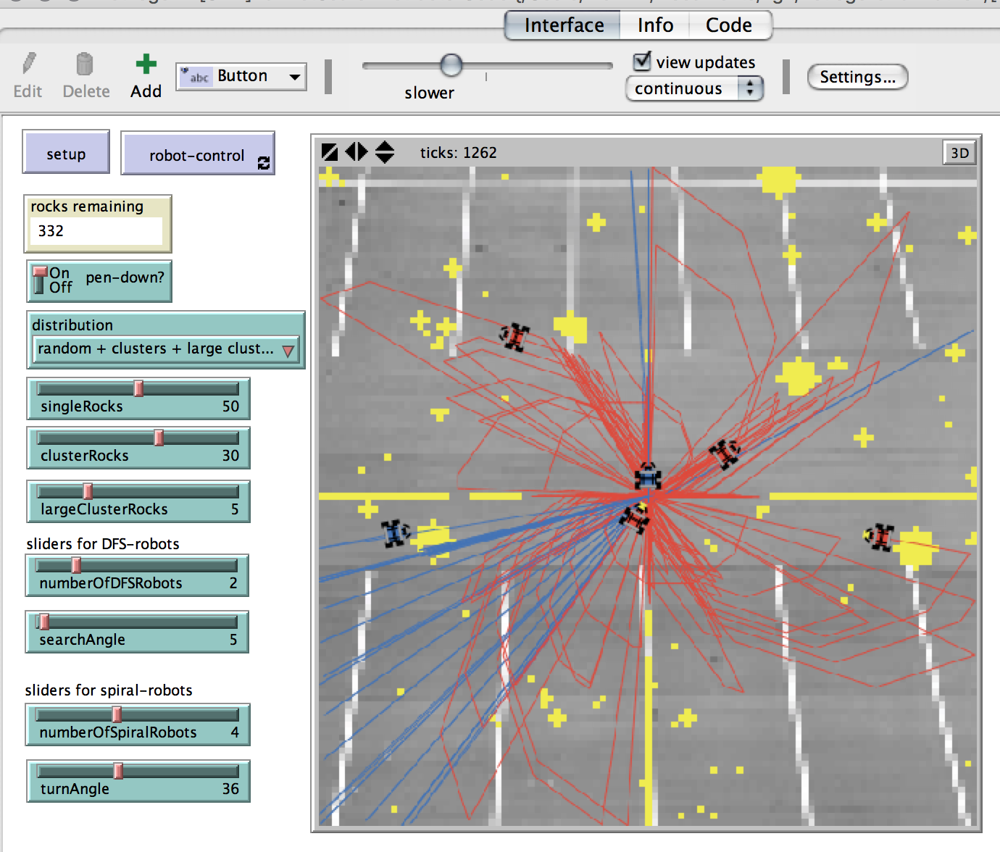 Interface Info Code
Edit Delete Add abc Button
slower
view updates
continuous
Settings...
setup
robot-control
ticks: 1262
3D
rocks remaining
332
On
Off
pen-down?
distribution
random + clusters + large clust...
singleRocks 50
clusterRocks 30
largeClusterRocks 5
sliders for DFS-robots
numberOfDFSRobots 2
searchAngle 5
sliders for spiral-robots
numberOfSpiralRobots 4
turnAngle 36